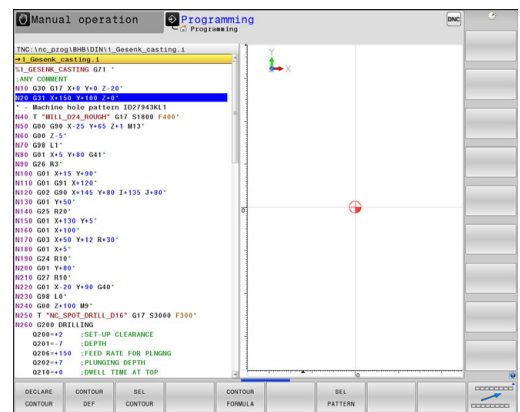 Manual operation
Programming
Programming
DNC
TNC:\nc_prog\BHB\DIN\1_Gesenk_casting.i
→1_Gesenk_casting.i
%1_GESENK_CASTING G71 *
;ANY COMMENT
N10 G30 G17 X+0 Y+0 Z-20*
N20 G31 X+150 Y+100 Z+0*
* - Machine hole pattern ID27943KL1
N40 T "MILL_D24_ROUGH" G17 S1800 F400*
N50 G00 G90 X-25 Y+65 Z+1 M13*
N60 G00 Z-5*
N70 G98 L1*
N80 G01 X+5 Y+80 G41*
N90 G26 R3*
N100 G01 X+15 Y+90*
N110 G01 G91 X+120*
N120 G02 G90 X+145 Y+80 I+135 J+80*
N130 G01 Y+50*
N140 G25 R20*
N150 G01 X+130 Y+5*
N160 G01 X+100*
N170 G03 X+50 Y+12 R+30*
N180 G01 X+5*
N190 G24 R10*
N200 G01 Y+80*
N210 G27 R10*
N220 G01 X-20 Y+90 G40*
N230 G98 L0*
N240 G00 Z+100 M9*
N250 T "NC_SPOT_DRILL_D16" G17 S3000 F300*
N260 G200 DRILLING
Q200=+2 ;SET-UP CLEARANCE
Q201=-7 ;DEPTH
Q206=+150 ;FEED RATE FOR PLNGNG
Q202=+7 ;PLUNGING DEPTH
Q210=+0 ;DWELL TIME AT TOP
Y
X
0
0
DECLARE CONTOUR
CONTOUR DEF
SEL CONTOUR
CONTOUR FORMULA
SEL PATTERN